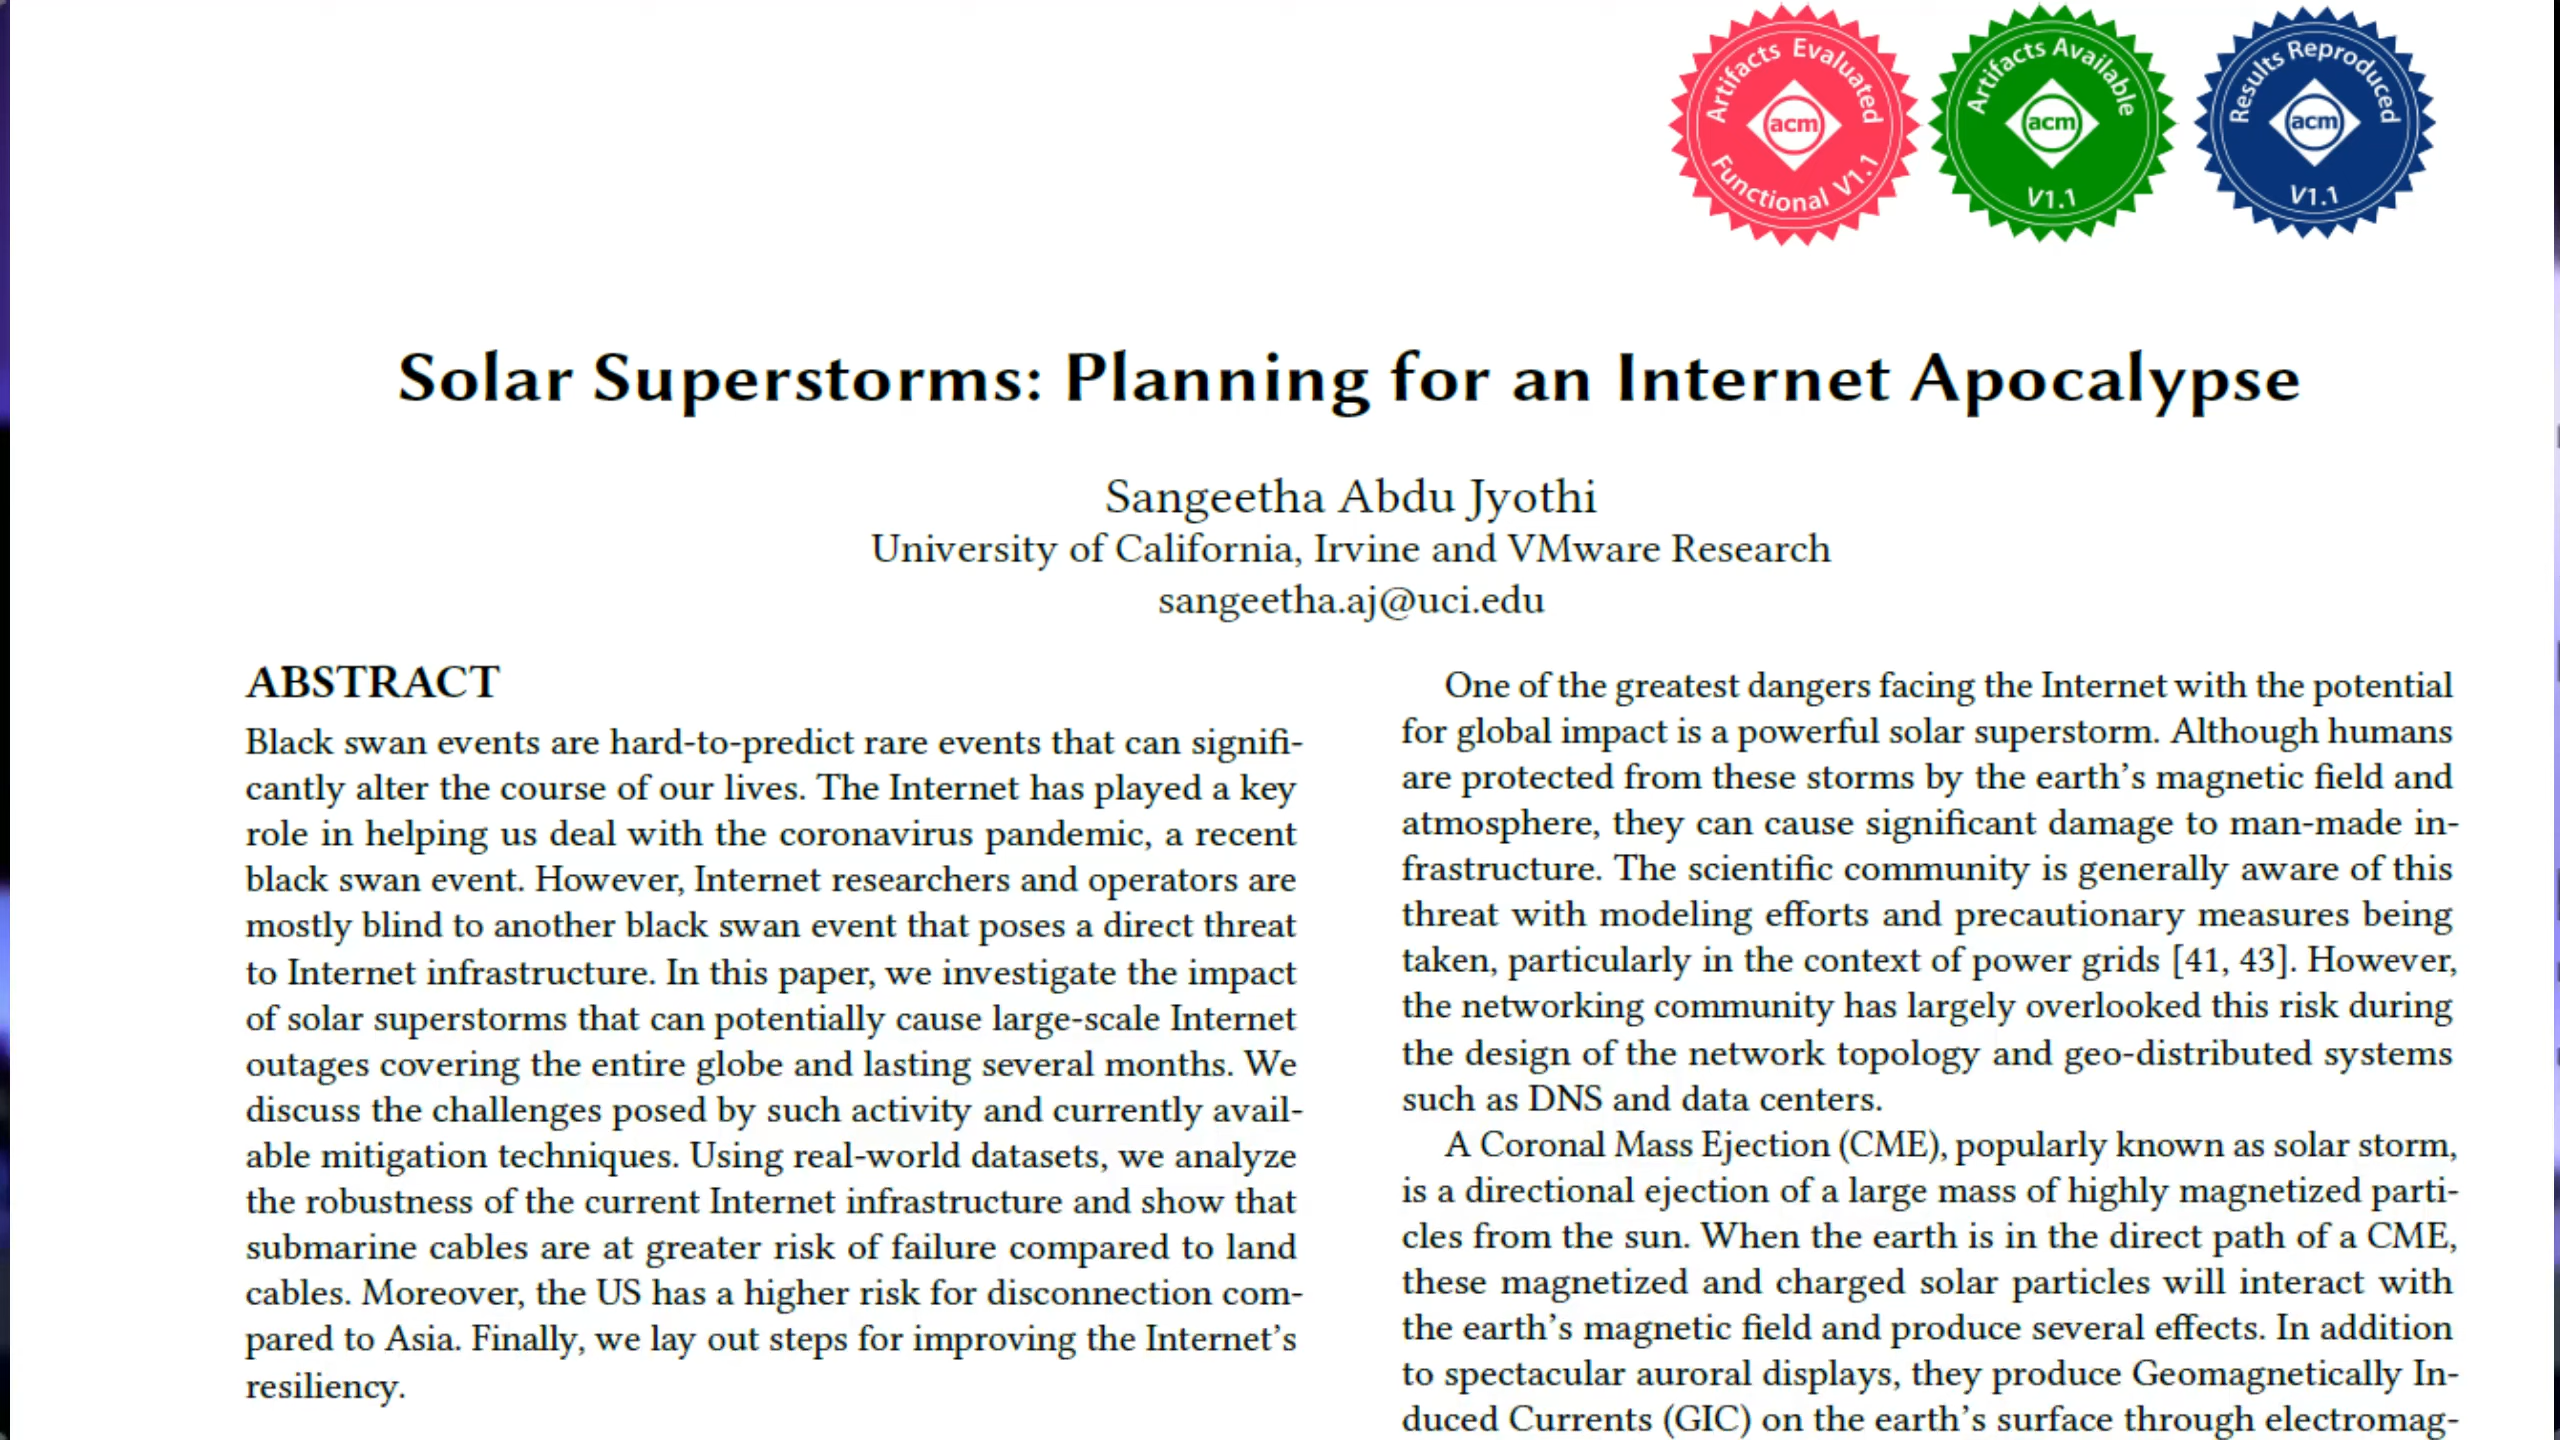 Artifacts Evaluated
acm
Functional V1.1
Artifacts Available
acm
V1.1
Results Reproduced
acm
V1.1
Solar Superstorms: Planning for an Internet Apocalypse
Sangeetha Abdu Jyothi
University of California, Irvine and VMware Research
sangeetha.aj@uci.edu
ABSTRACT
Black swan events are hard-to-predict rare events that can signifi-
cantly alter the course of our lives. The Internet has played a key
role in helping us deal with the coronavirus pandemic, a recent
black swan event. However, Internet researchers and operators are
mostly blind to another black swan event that poses a direct threat
to Internet infrastructure. In this paper, we investigate the impact
of solar superstorms that can potentially cause large-scale Internet
outages covering the entire globe and lasting several months. We
discuss the challenges posed by such activity and currently avail-
able mitigation techniques. Using real-world datasets, we analyze
the robustness of the current Internet infrastructure and show that
submarine cables are at greater risk of failure compared to land
cables. Moreover, the US has a higher risk for disconnection com-
pared to Asia. Finally, we lay out steps for improving the Internet's
resiliency.
One of the greatest dangers facing the Internet with the potential
for global impact is a powerful solar superstorm. Although humans
are protected from these storms by the earth's magnetic field and
atmosphere, they can cause significant damage to man-made in-
frastructure. The scientific community is generally aware of this
threat with modeling efforts and precautionary measures being
taken, particularly in the context of power grids [41, 43]. However,
the networking community has largely overlooked this risk during
the design of the network topology and geo-distributed systems
such as DNS and data centers.
A Coronal Mass Ejection (CME), popularly known as solar storm,
is a directional ejection of a large mass of highly magnetized parti-
cles from the sun. When the earth is in the direct path of a CME,
these magnetized and charged solar particles will interact with
the earth's magnetic field and produce several effects. In addition
to spectacular auroral displays, they produce Geomagnetically In-
duced Currents (GIC) on the earth's surface through electromag-